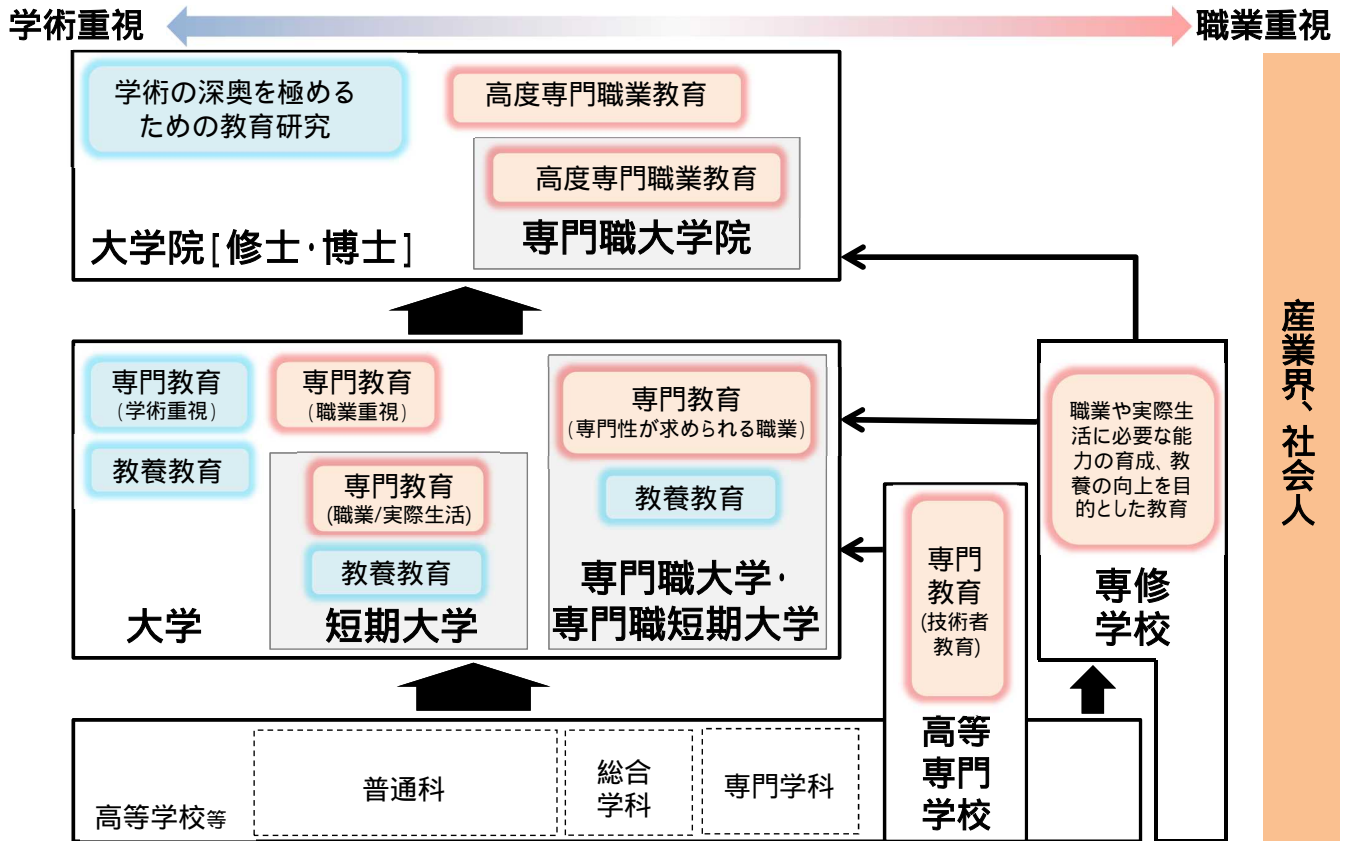 学術重視
職業重視
学術の深奥を極める
ための教育研究
高度専門職業教育
高度専門職業教育
専門職大学院
大学院[修士・博士]
専門教育
(学術重視)
教養教育
専門教育
(職業重視)
専門教育
(職業/実際生活)
教養教育
短期大学
大学
専門教育
(専門性が求められる職業)
教養教育
専門職大学・
専門職短期大学
専門
教育
(技術者
教育)
高等
専門
学校
職業や実際生
活に必要な能
力の育成、教
養の向上を目
的とした教育
専修
学校
産業界、社会人
高等学校等
普通科
総合
学科
専門学科